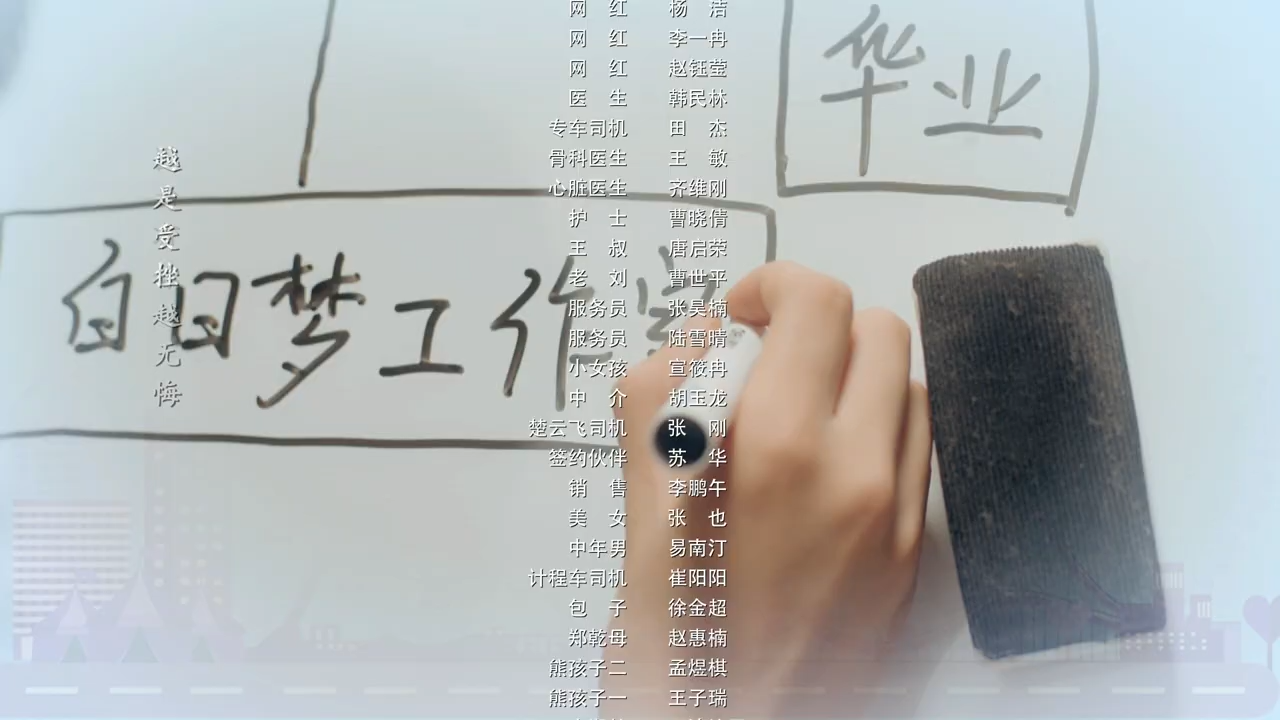 网 红 杨 洁
网 红 李一冉
网 红 赵钰莹
医 生 韩民林
专车司机 田 杰
骨科医生 王 敏
心脏医生 齐维刚
护 士 曹晓倩
王 叔 唐启荣
老 刘 曹世平
服务员 张昊楠
服务员 陆雪晴
小女孩 宣筱冉
中 介 胡玉龙
楚云飞司机 张 刚
签约伙伴 苏 华
销 售 李鹏午
美 女 张 也
中年男 易南汀
计程车司机 崔阳阳
包 子 徐金超
郑乾母 赵惠楠
熊孩子二 孟煜棋
熊孩子一 王子瑞
越是受挫越无悔
华业
白日梦工作室